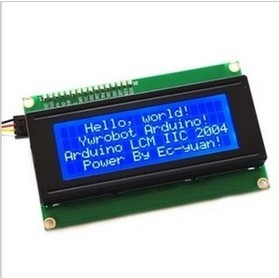 Hello, world!
Ywrobot Arduino!
Arduino LCM IIC 2004
Power By Ec-yuan!